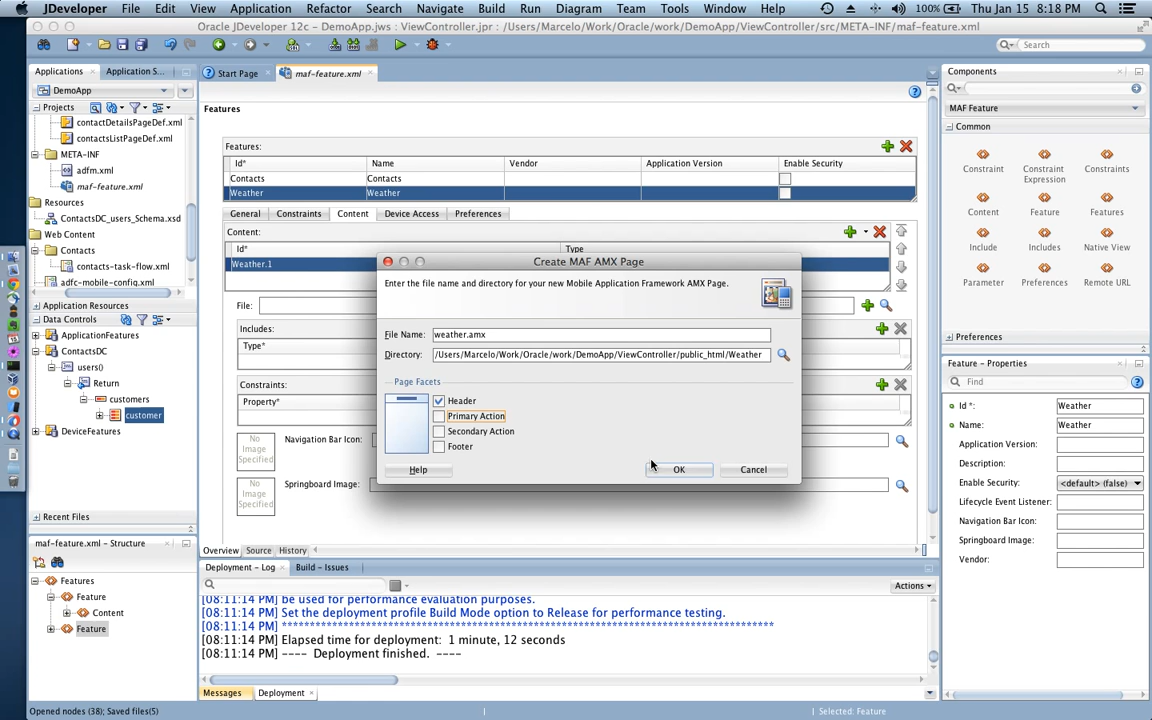 JDeveloper File Edit View Application Refactor Search Navigate Build Run Diagram Team Tools Window 100% Thu Jan 15 8:18 PM
Oracle JDeveloper 12c – DemoApp.jws : ViewController.jpr : /Users/Marcelo/Work/Oracle/work/DemoApp/ViewController/src/META-INF/maf-feature.xml
Search
Applications
Application S...
Start Page
maf-feature.xml
Components
DemoApp
Projects
contactDetailsPageDef.xml
contactsListPageDef.xml
META-INF
adfm.xml
maf-feature.xml
Resources
ContactsDC_users_Schema.xsd
Web Content
Contacts
contacts-task-flow.xml
adfc-mobile-config.xml
Application Resources
Data Controls
ApplicationFeatures
ContactsDC
users()
Return
customers
customer
DeviceFeatures
Recent Files
maf-feature.xml – Structure
Features
Feature
Content
Feature
Features
Features:
Id* Name Vendor Application Version Enable Security
Contacts Contacts
Weather Weather
General Constraints Content Device Access Preferences
Content:
Id* Type
Weather.1
File:
Includes:
Type*
Constraints:
Property*
No Image Specified
Navigation Bar Icon:
No Image Specified
Springboard Image:
Overview Source History
Create MAF AMX Page
Enter the file name and directory for your new Mobile Application Framework AMX Page.
File Name: weather.amx
Directory: /Users/Marcelo/Work/Oracle/work/DemoApp/ViewController/public_html/Weather
Page Facets
Header
Primary Action
Secondary Action
Footer
Help OK Cancel
Deployment – Log
Build – Issues
Actions
[08:11:14 PM] be used for performance evaluation purposes.
[08:11:14 PM] Set the deployment profile Build Mode option to Release for performance testing.
[08:11:14 PM] Elapsed time for deployment: 1 minute, 12 seconds
[08:11:14 PM] ---- Deployment finished. ----
Messages Deployment
MAF Feature
Common
Constraint Constraint Expression Constraints
Content Feature Features
Include Includes Native View
Parameter Preferences Remote URL
Preferences
Feature – Properties
Find
Id *: Weather
Name: Weather
Application Version:
Description:
Enable Security: <default> (false)
Lifecycle Event Listener:
Navigation Bar Icon:
Springboard Image:
Vendor:
Opened nodes (38); Saved files(5)
Selected: Feature